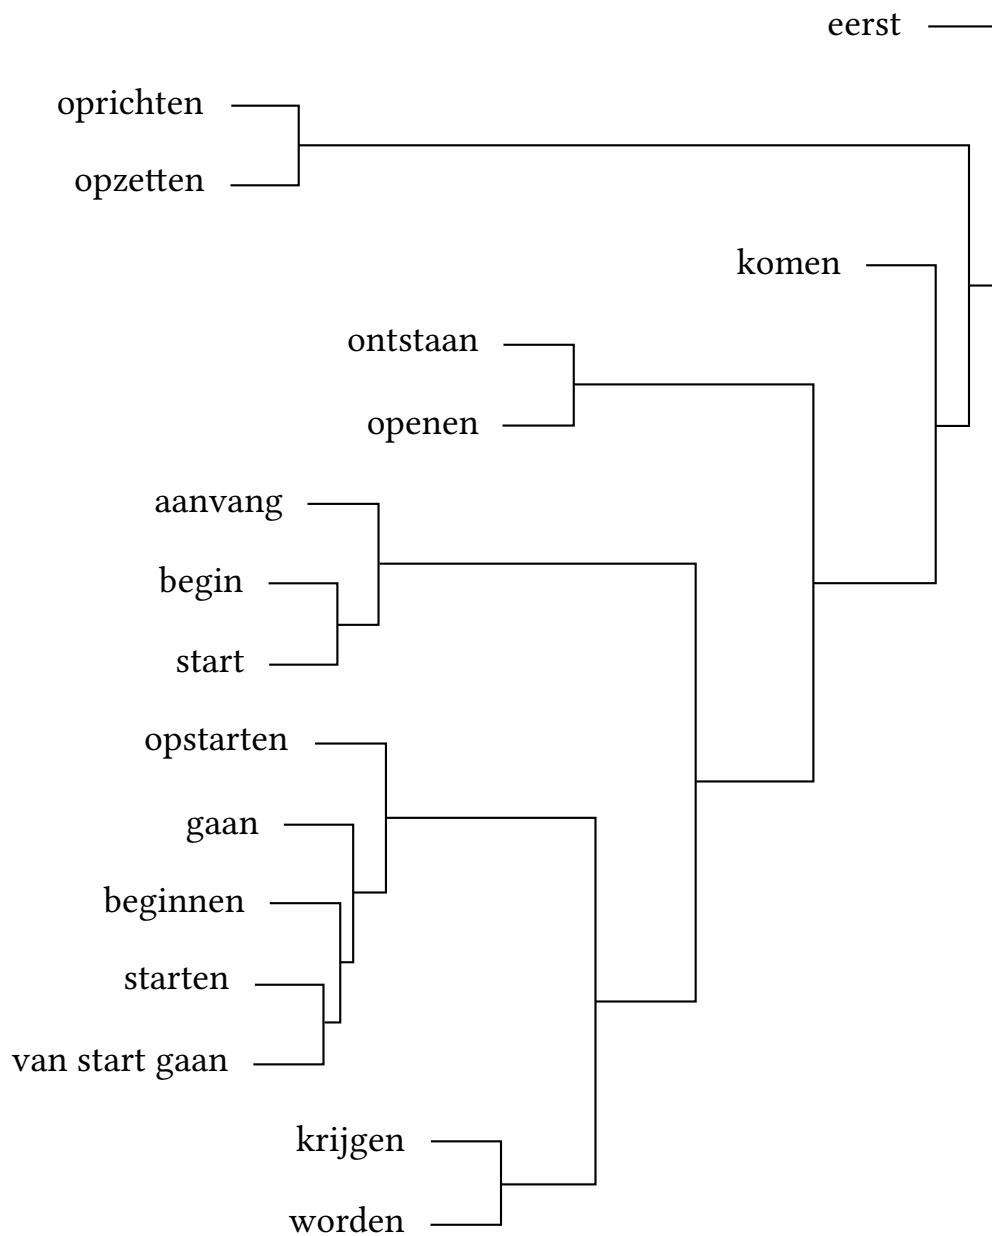 eerst
oprichten
opzetten
komen
ontstaan
openen
aanvang
begin
start
opstarten
gaan
beginnen
starten
van start gaan
krijgen
worden